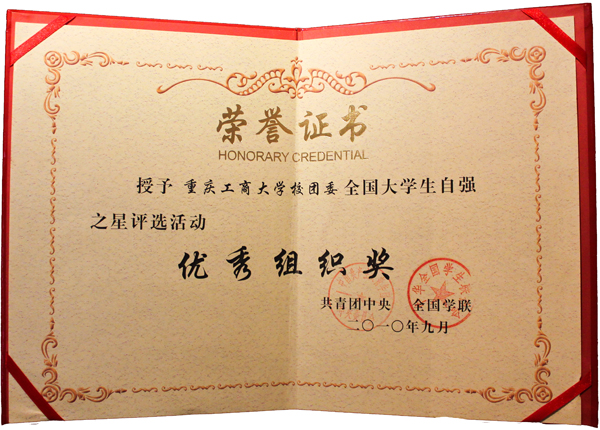 荣誉证书
HONORARY CREDENTIAL
授予 重庆工商大学校团委 全国大学生自强
之星评选活动
优秀组织奖
共青团中央 全国学联
二〇一〇年九月